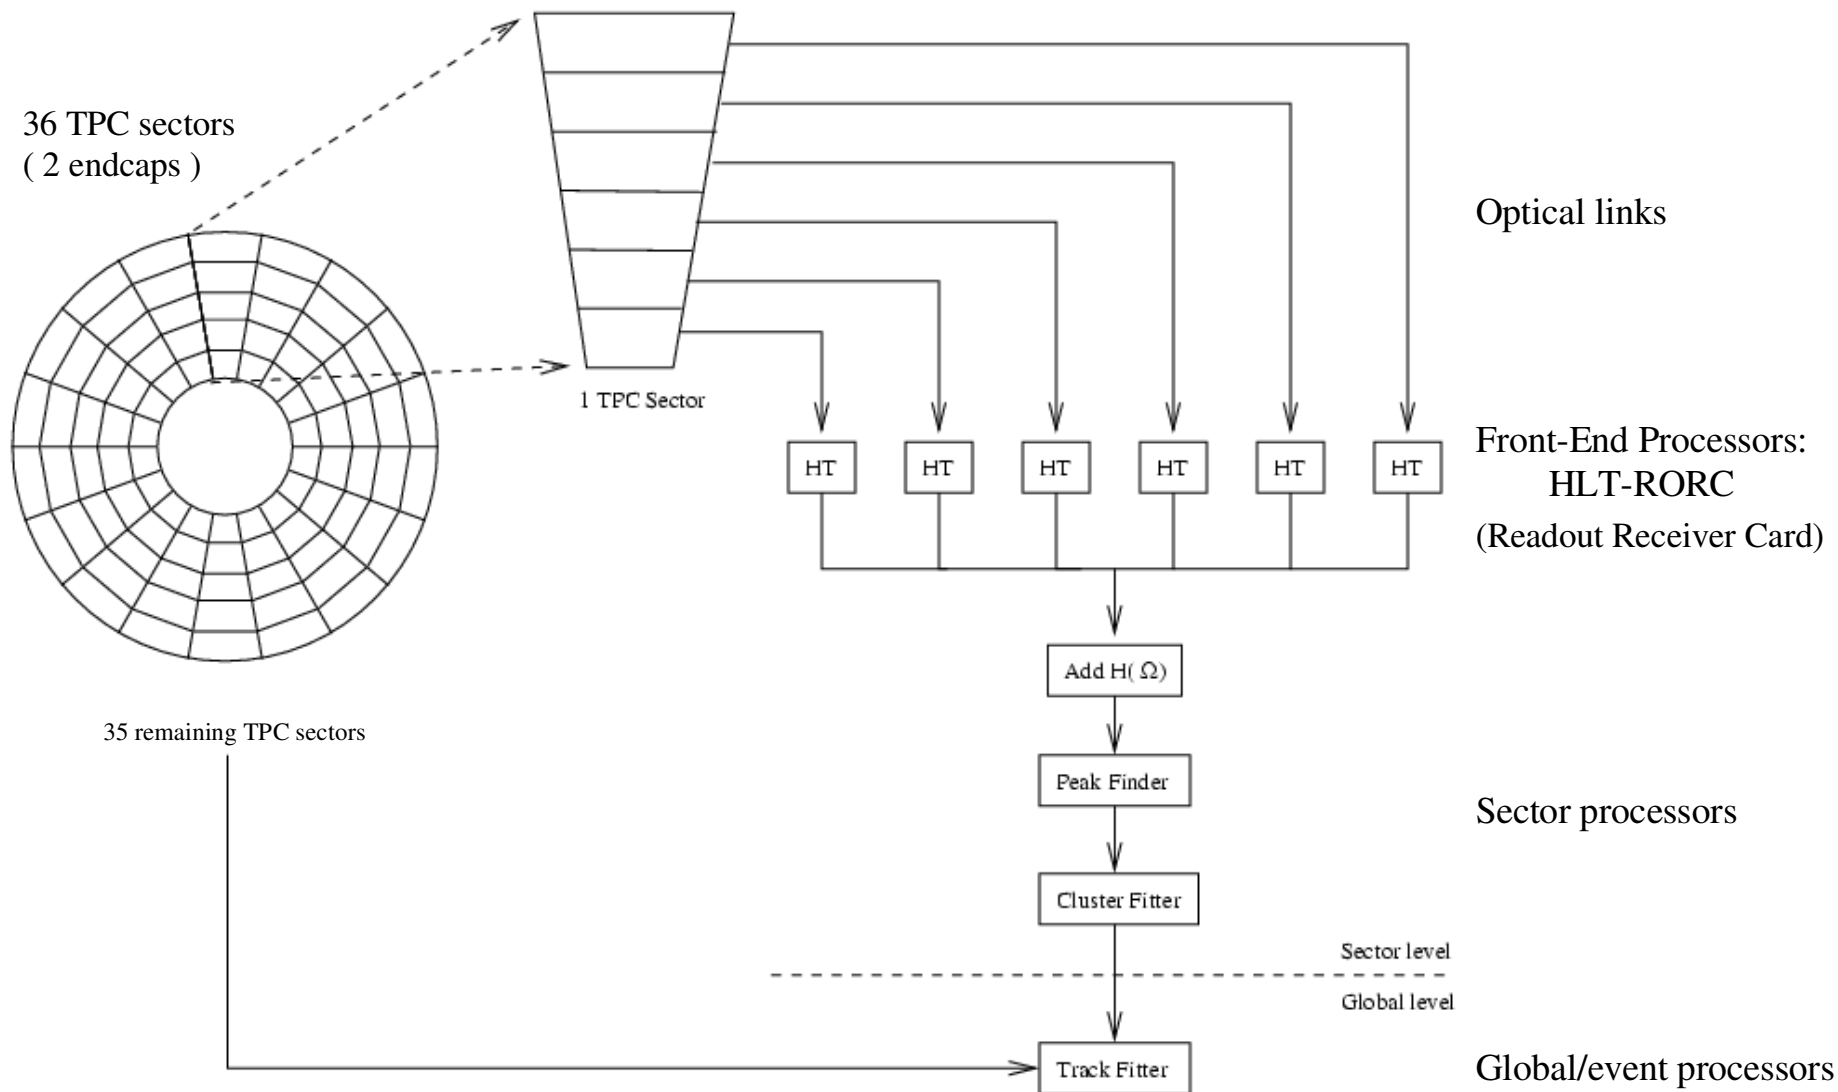 36 TPC sectors
( 2 endcaps )
Optical links
1 TPC Sector
HT HT HT HT HT HT
Front-End Processors:
HLT-RORC
(Readout Receiver Card)
Add H( Ω)
35 remaining TPC sectors
Peak Finder
Sector processors
Cluster Fitter
Sector level
Global level
Track Fitter
Global/event processors